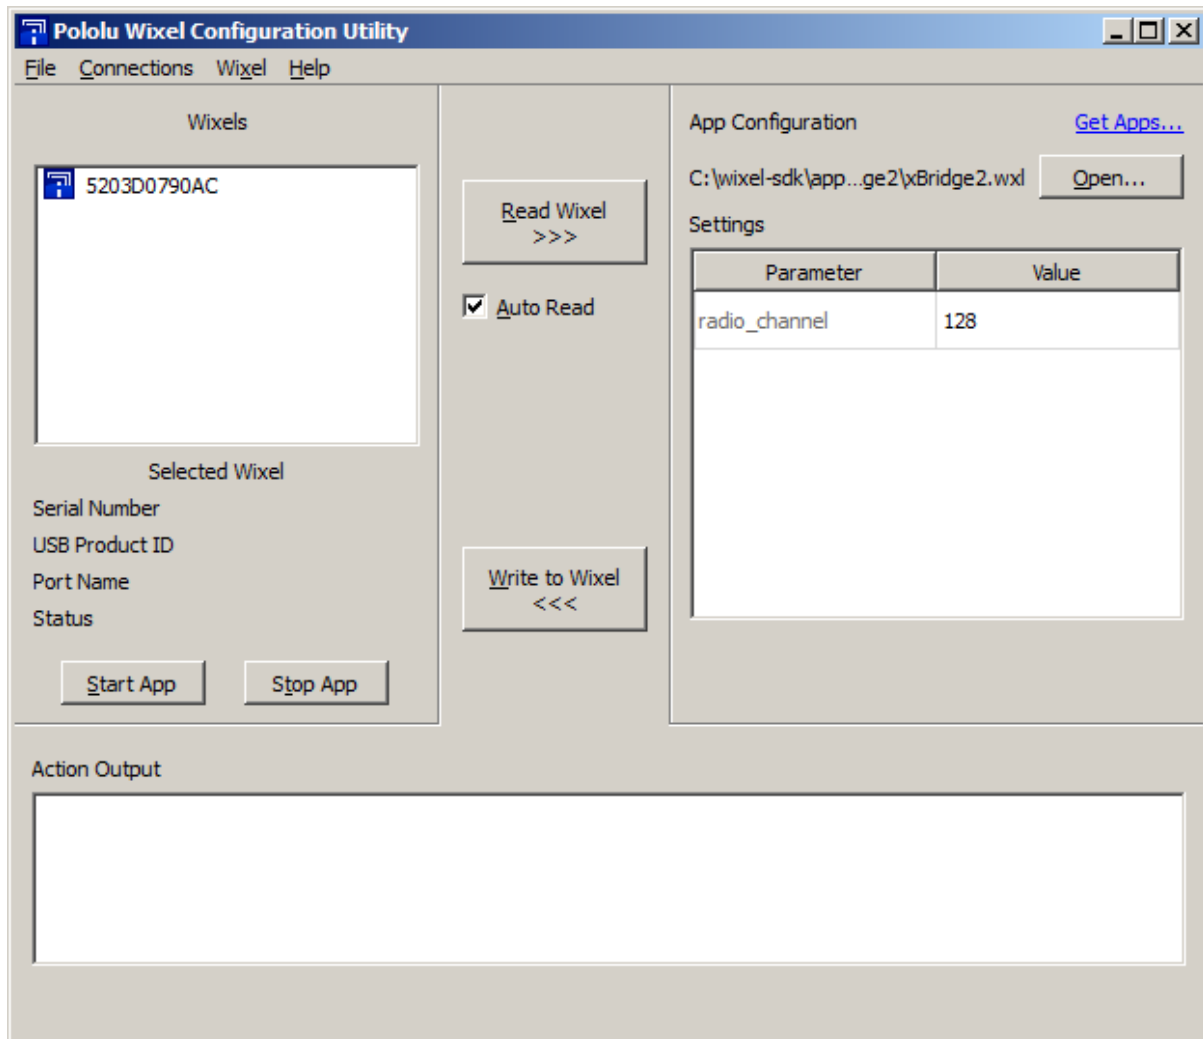 Pololu Wixel Configuration Utility
File Connections Wixel Help
Wixels
5203D0790AC
Selected Wixel
Serial Number
USB Product ID
Port Name
Status
Start App Stop App
Read Wixel
>>>
Auto Read
Write to Wixel
<<<
App Configuration Get Apps...
C:\wixel-sdk\app...ge2\xBridge2.wxl Open...
Settings
Parameter Value
radio_channel 128
Action Output